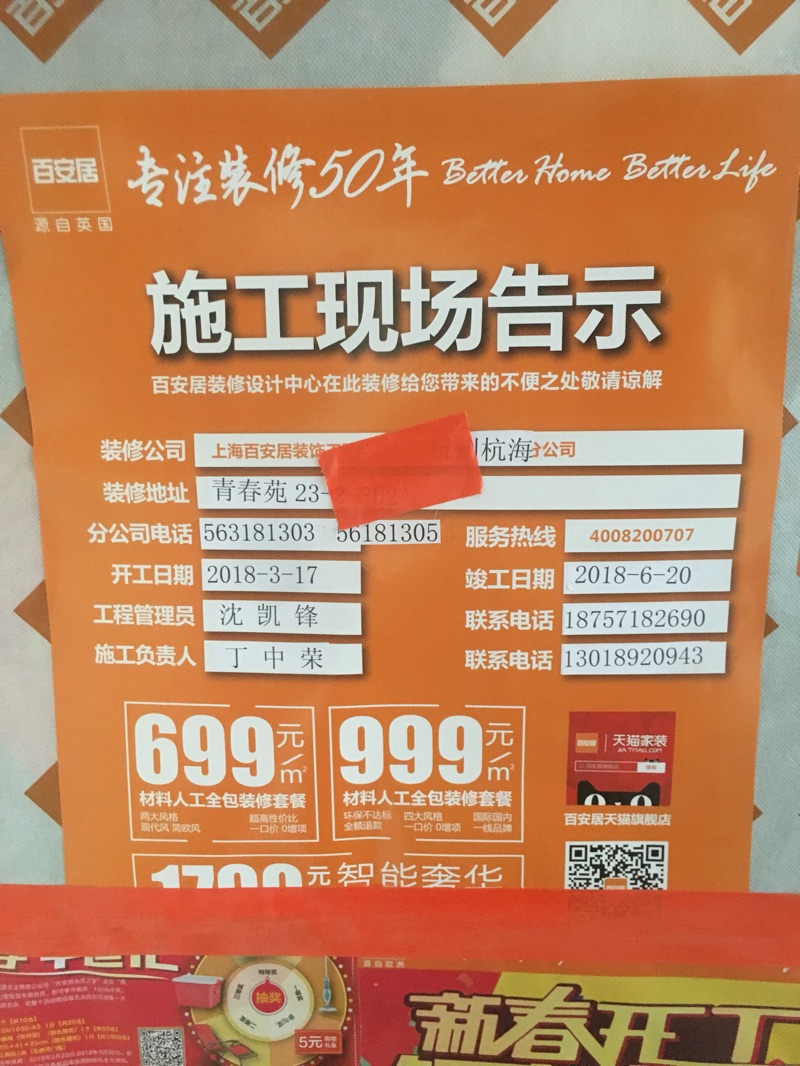 百安居
源自英国
专注装修50年 Better Home Better Life
施工现场告示
百安居装修设计中心在此装修给您带来的不便之处敬请谅解
装修公司 上海百安居装饰 杭海 分公司
装修地址 青春苑 23-
分公司电话 563181303 56181305 服务热线 4008200707
开工日期 2018-3-17 竣工日期 2018-6-20
工程管理员 沈凯锋 联系电话 18757182690
施工负责人 丁中荣 联系电话 13018920943
699元/m² 999元/m²
材料人工全包装修套餐 材料人工全包装修套餐
两大风格 超高性价比 环保不达标 四大风格 国际国内
现代风 简欧风 一口价 0增项 全额退款 一口价 0增项 一线品牌
百安居 天猫家装
百安居天猫旗舰店
元 智能奢华
源自欧洲
特等奖
抽奖
5元
新春开工